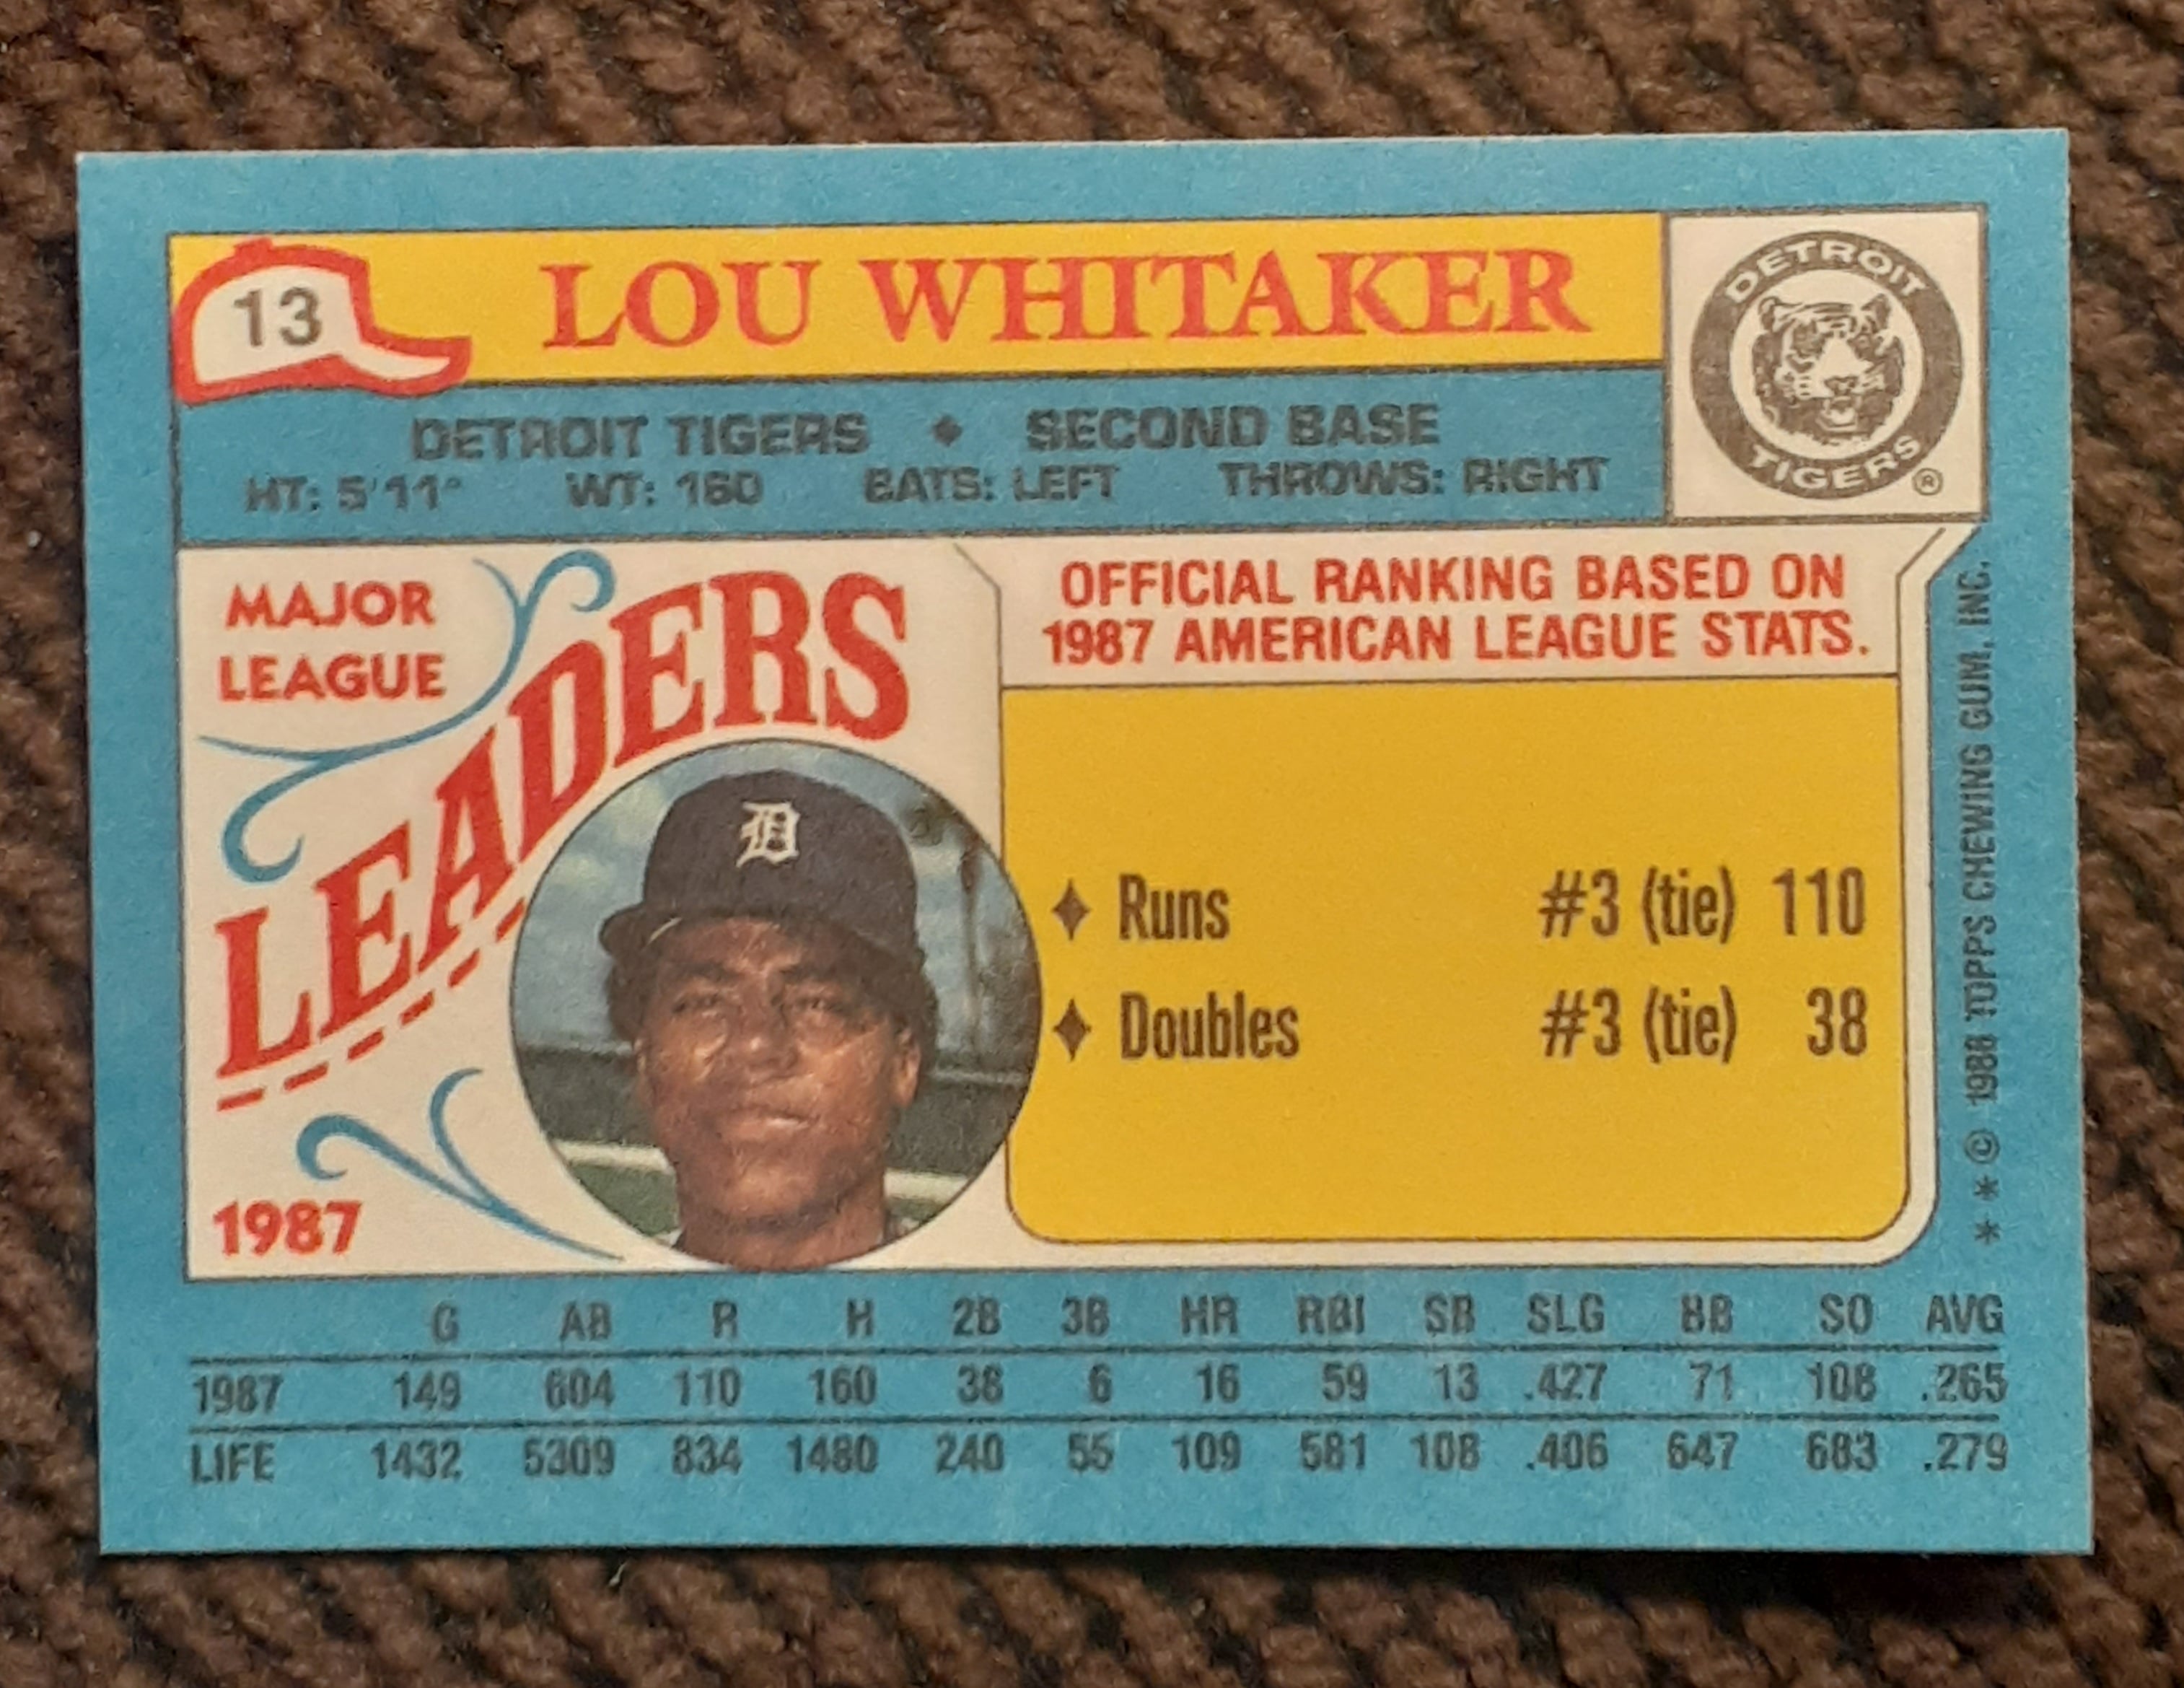 13 LOU WHITAKER
DETROIT TIGERS ®
DETROIT TIGERS ♦ SECOND BASE
HT: 5'11" WT: 160 BATS: LEFT THROWS: RIGHT
D
MAJOR
LEAGUE
LEADERS
1987
OFFICIAL RANKING BASED ON
1987 AMERICAN LEAGUE STATS.
♦ Runs #3 (tie) 110
♦ Doubles #3 (tie) 38
* * © 1988 TOPPS CHEWING GUM, INC.
G AB R H 2B 3B HR RBI SB SLG BB SO AVG
1987 149 604 110 160 38 6 16 59 13 .427 71 108 .265
LIFE 1432 5309 834 1480 240 55 109 581 108 .406 647 683 .279